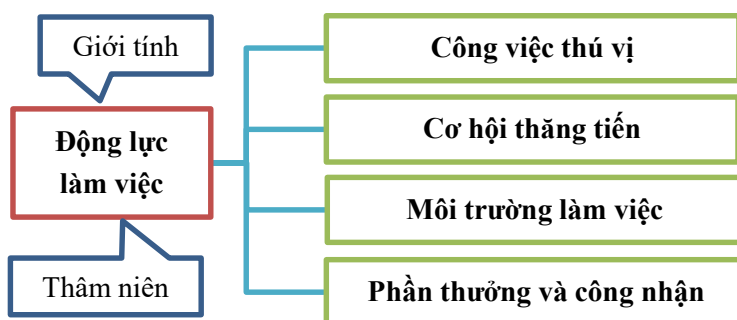 Giới tính
Động lực
làm việc
Thâm niên
Công việc thú vị
Cơ hội thăng tiến
Môi trường làm việc
Phần thưởng và công nhận